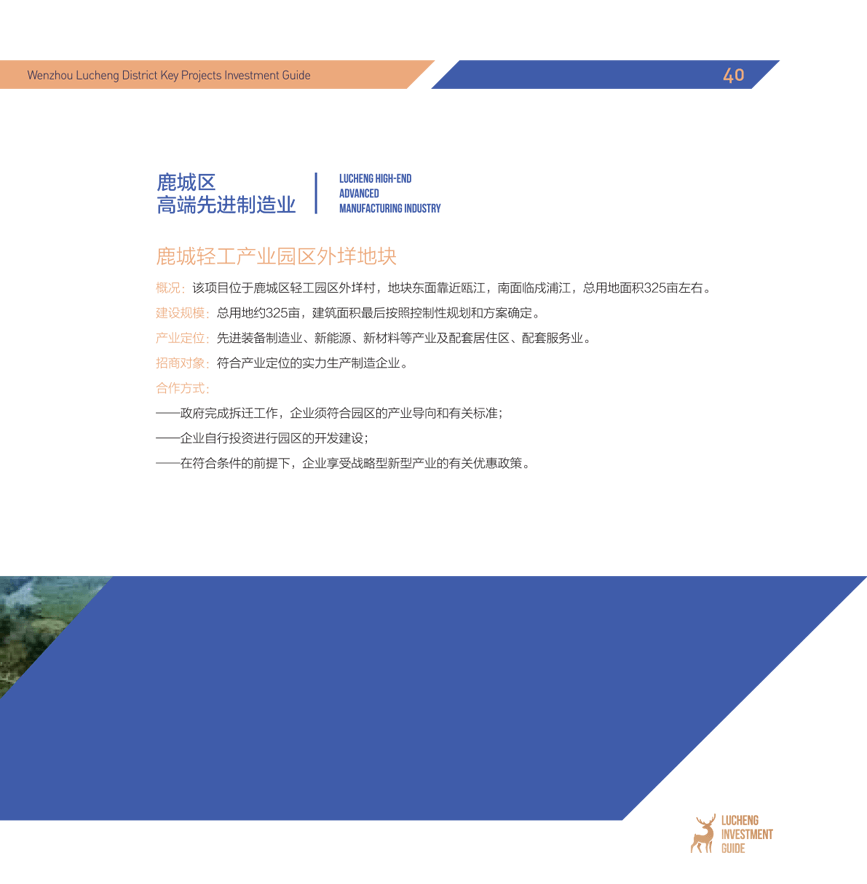 Wenzhou Lucheng District Key Projects Investment Guide
40
鹿城区
高端先进制造业
LUCHENG HIGH-END
ADVANCED
MANUFACTURING INDUSTRY
鹿城轻工产业园区外垟地块
概况：该项目位于鹿城区轻工园区外垟村，地块东面靠近瓯江，南面临戍浦江，总用地面积325亩左右。
建设规模：总用地约325亩，建筑面积最后按照控制性规划和方案确定。
产业定位：先进装备制造业、新能源、新材料等产业及配套居住区、配套服务业。
招商对象：符合产业定位的实力生产制造企业。
合作方式：
——政府完成拆迁工作，企业须符合园区的产业导向和有关标准；
——企业自行投资进行园区的开发建设；
——在符合条件的前提下，企业享受战略型新型产业的有关优惠政策。
LUCHENG
INVESTMENT
GUIDE